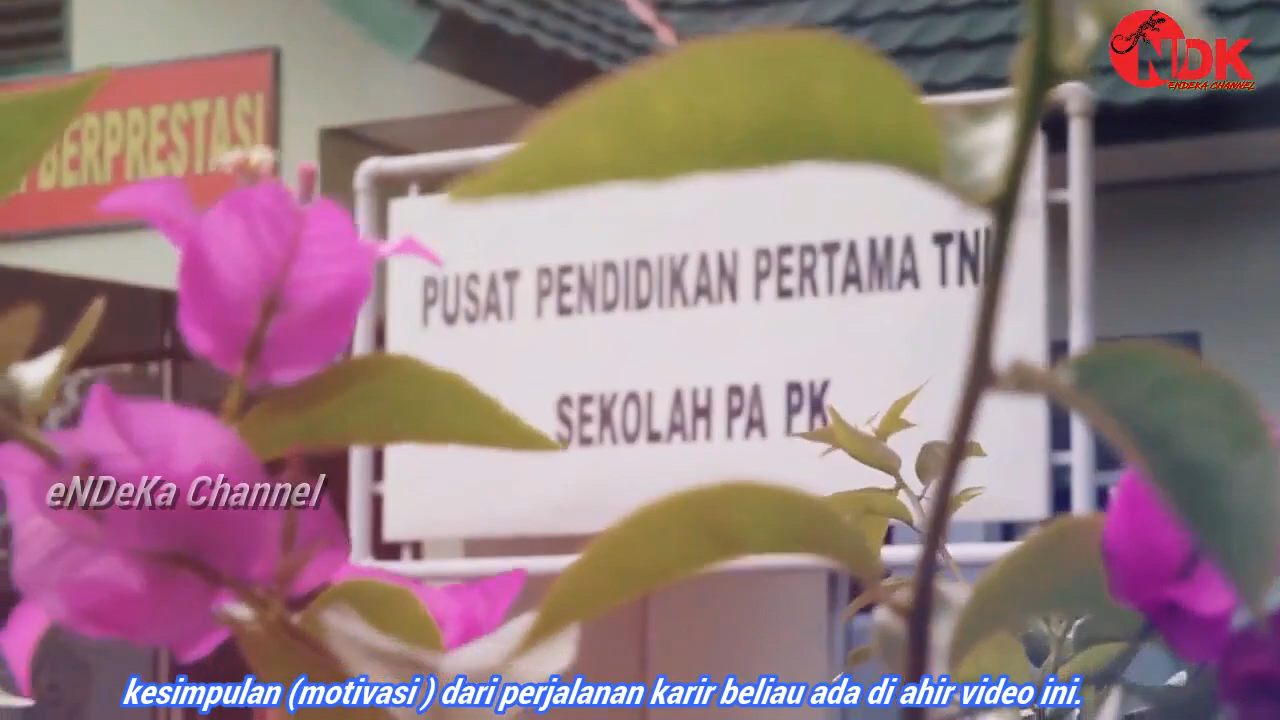 NDK
ENDEKA CHANNEL
BERPRESTASI
PUSAT PENDIDIKAN PERTAMA TNI
SEKOLAH PA PK
eNDeKa Channel
kesimpulan (motivasi ) dari perjalanan karir beliau ada di ahir video ini.